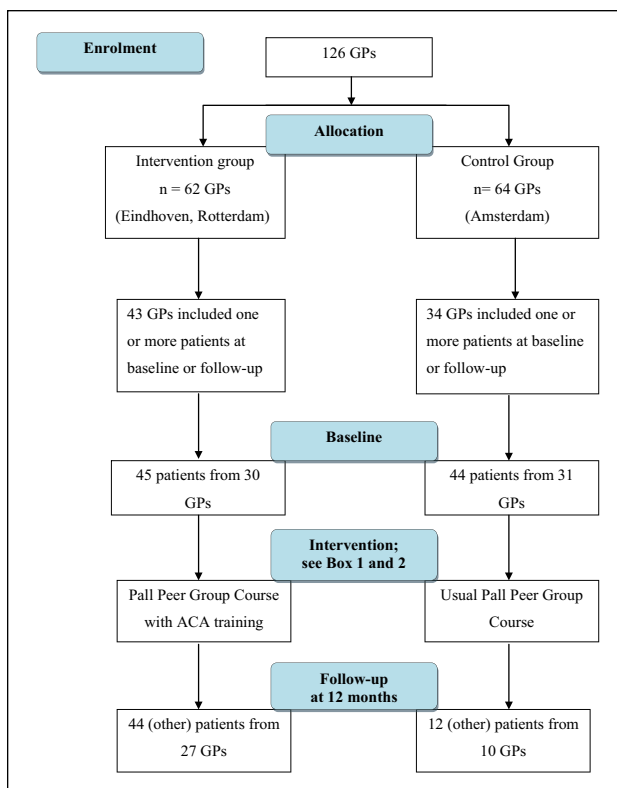 Enrolment
126 GPs
Allocation
Intervention group
n = 62 GPs
(Eindhoven, Rotterdam)
Control Group
n= 64 GPs
(Amsterdam)
43 GPs included one
or more patients at
baseline or follow-up
34 GPs included one or
more patients at baseline
or follow-up
Baseline
45 patients from 30
GPs
44 patients from 31
GPs
Intervention;
see Box 1 and 2
Pall Peer Group Course
with ACA training
Usual Pall Peer Group
Course
Follow-up
at 12 months
44 (other) patients from
27 GPs
12 (other) patients from
10 GPs